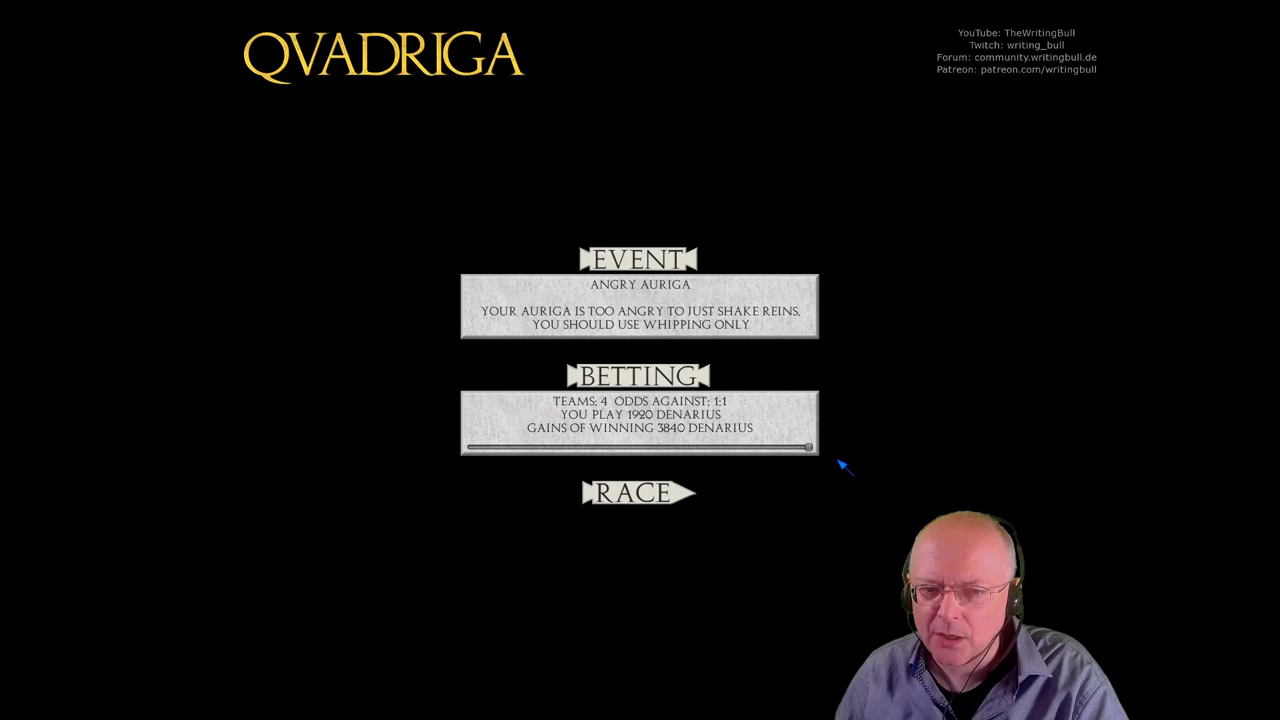 QVADRIGA
YouTube: TheWritingBull
Twitch: writing_bull
Forum: community.writingbull.de
Patreon: patreon.com/writingbull
EVENT
ANGRY AURIGA
YOUR AURIGA IS TOO ANGRY TO JUST SHAKE REINS,
YOU SHOULD USE WHIPPING ONLY
BETTING
TEAMS: 4 ODDS AGAINST: 1:1
YOU PLAY 1920 DENARIUS
GAINS OF WINNING 3840 DENARIUS
RACE